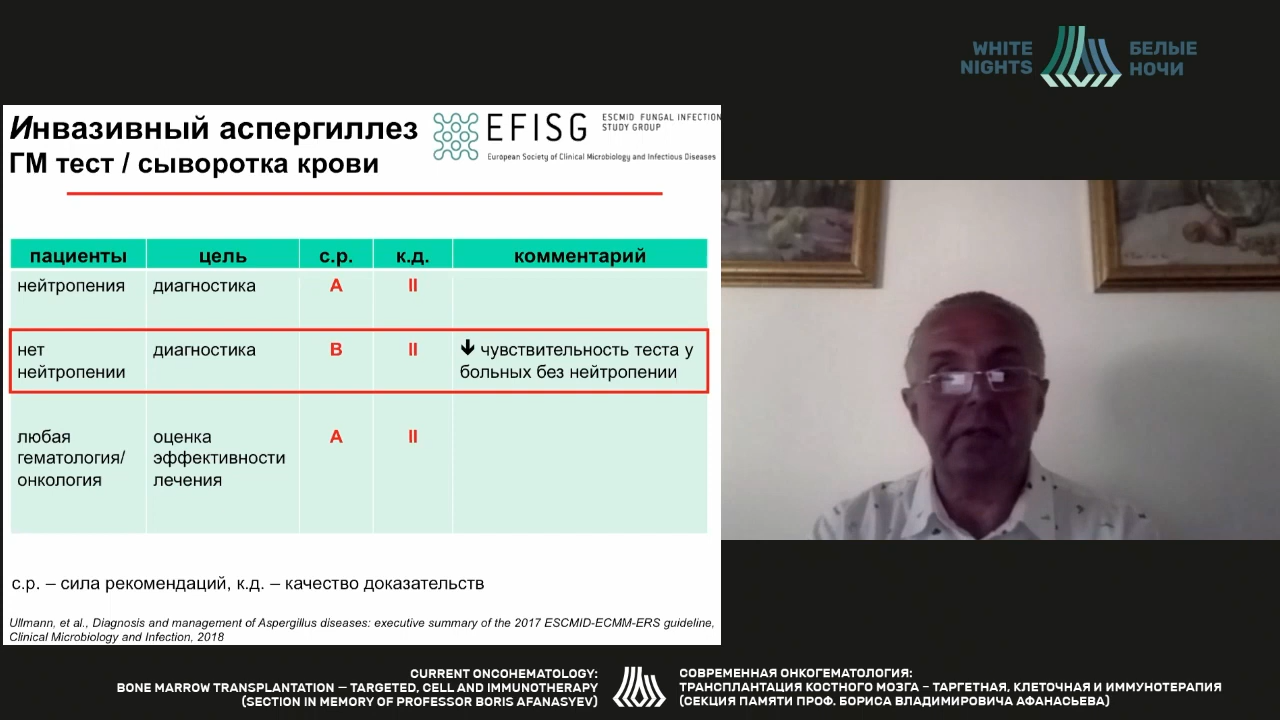 WHITE
NIGHTS
БЕЛЫЕ
НОЧИ
Инвазивный аспергиллез
ГМ тест / сыворотка крови
EFISG
ESCMID FUNGAL INFECTION
STUDY GROUP
European Society of Clinical Microbiology and Infectious Diseases
пациенты цель с.р. к.д. комментарий
нейтропения диагностика A II
нет диагностика B II 🡻 чувствительность теста у
нейтропении больных без нейтропении
любая оценка A II
гематология/ эффективности
онкология лечения
с.р. – сила рекомендаций, к.д. – качество доказательств
Ullmann, et al., Diagnosis and management of Aspergillus diseases: executive summary of the 2017 ESCMID-ECMM-ERS guideline,
Clinical Microbiology and Infection, 2018
CURRENT ONCOHEMATOLOGY:
BONE MARROW TRANSPLANTATION – TARGETED, CELL AND IMMUNOTHERAPY
(SECTION IN MEMORY OF PROFESSOR BORIS AFANASYEV)
СОВРЕМЕННАЯ ОНКОГЕМАТОЛОГИЯ:
ТРАНСПЛАНТАЦИЯ КОСТНОГО МОЗГА – ТАРГЕТНАЯ, КЛЕТОЧНАЯ И ИММУНОТЕРАПИЯ
(СЕКЦИЯ ПАМЯТИ ПРОФ. БОРИСА ВЛАДИМИРОВИЧА АФАНАСЬЕВА)